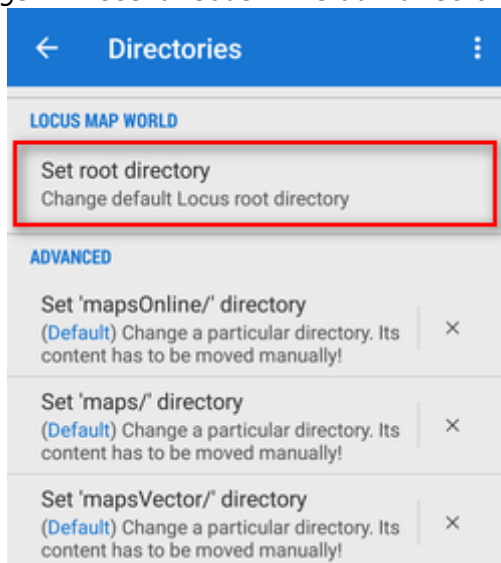 Directories
LOCUS MAP WORLD
Set root directory
Change default Locus root directory
ADVANCED
Set 'mapsOnline/' directory
(Default) Change a particular directory. Its
content has to be moved manually!
Set 'maps/' directory
(Default) Change a particular directory. Its
content has to be moved manually!
Set 'mapsVector/' directory
(Default) Change a particular directory. Its
content has to be moved manually!